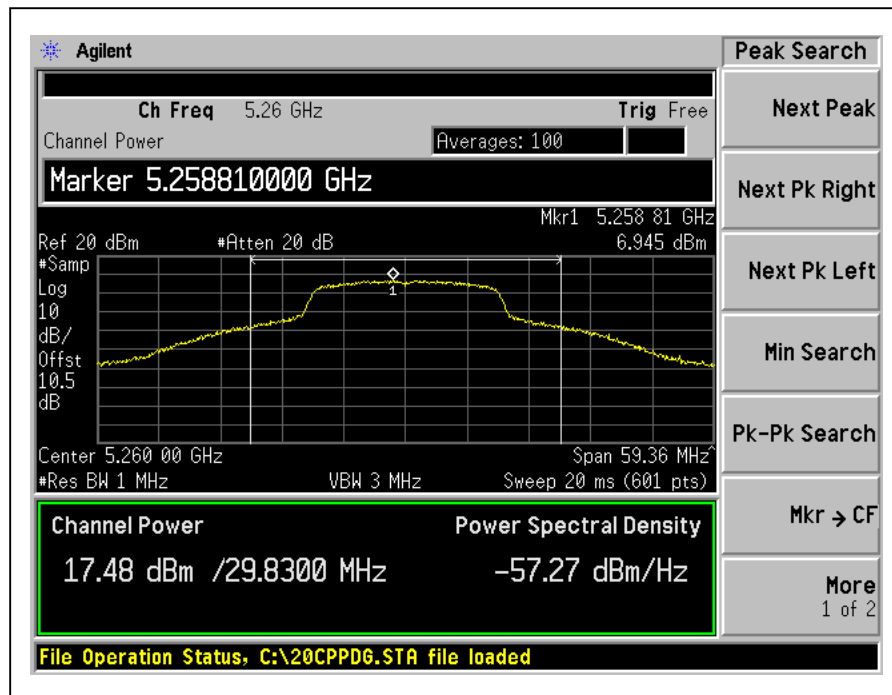 Agilent
Peak Search
Ch Freq 5.26 GHz Trig Free
Channel Power Averages: 100
Marker 5.258810000 GHz
Mkr1 5.258 81 GHz
Ref 20 dBm #Atten 20 dB 6.945 dBm
#Samp
Log
10
dB/
Offst
10.5
dB
1
Center 5.260 00 GHz Span 59.36 MHz^
#Res BW 1 MHz VBW 3 MHz Sweep 20 ms (601 pts)
Channel Power Power Spectral Density
17.48 dBm /29.8300 MHz -57.27 dBm/Hz
File Operation Status, C:\20CPPDG.STA file loaded
Next Peak
Next Pk Right
Next Pk Left
Min Search
Pk-Pk Search
Mkr → CF
More
1 of 2